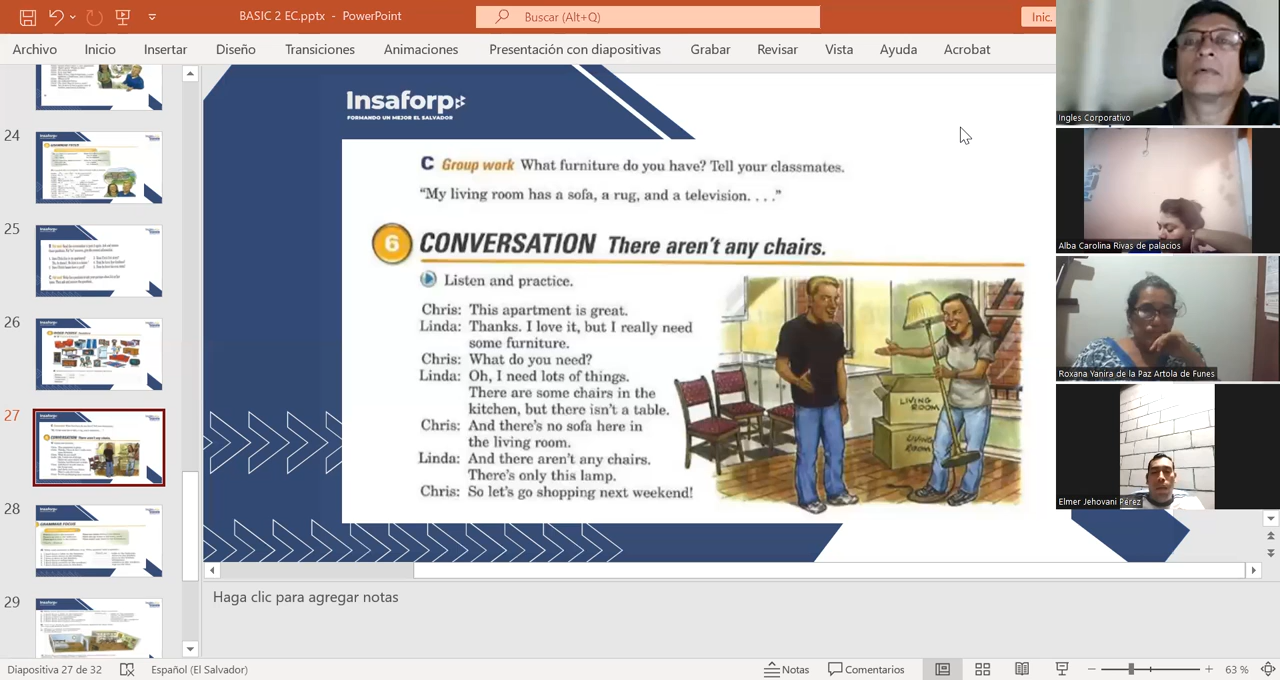 BASIC 2 EC.pptx - PowerPoint
Buscar (Alt+Q)
Inic.
Archivo Inicio Insertar Diseño Transiciones Animaciones Presentación con diapositivas Grabar Revisar Vista Ayuda Acrobat
24
25
26
27
28
29
Insaforp
FORMANDO UN MEJOR EL SALVADOR
C Group work What furniture do you have? Tell your classmates.
“My living room has a sofa, a rug, and a television. . . .”
6 CONVERSATION There aren't any chairs.
Listen and practice.
Chris: This apartment is great.
Linda: Thanks. I love it, but I really need
some furniture.
Chris: What do you need?
Linda: Oh, I need lots of things.
There are some chairs in the
kitchen, but there isn't a table.
Chris: And there's no sofa here in
the living room.
Linda: And there aren't any chairs.
There's only this lamp.
Chris: So let's go shopping next weekend!
LIVING
ROOM
LIVING
ROOM
Ingles Corporativo
Alba Carolina Rivas de palacios
Roxana Yanira de la Paz Artola de Funes
Elmer Jehovani Pérez
Haga clic para agregar notas
Diapositiva 27 de 32 Español (El Salvador) Notas Comentarios 63 %